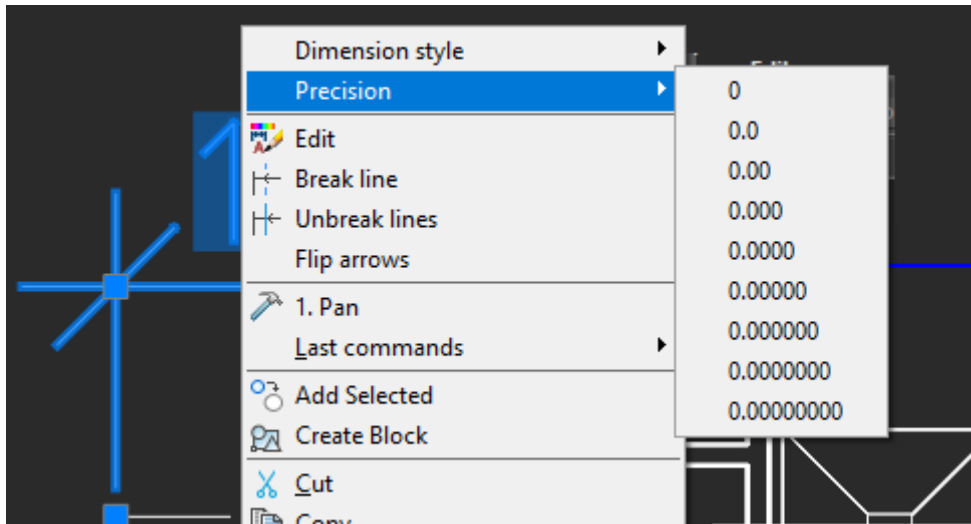 Dimension style
Precision
Edit
Break line
Unbreak lines
Flip arrows
1. Pan
Last commands
Add Selected
Create Block
Cut
Copy
0
0.0
0.00
0.000
0.0000
0.00000
0.000000
0.0000000
0.00000000
1